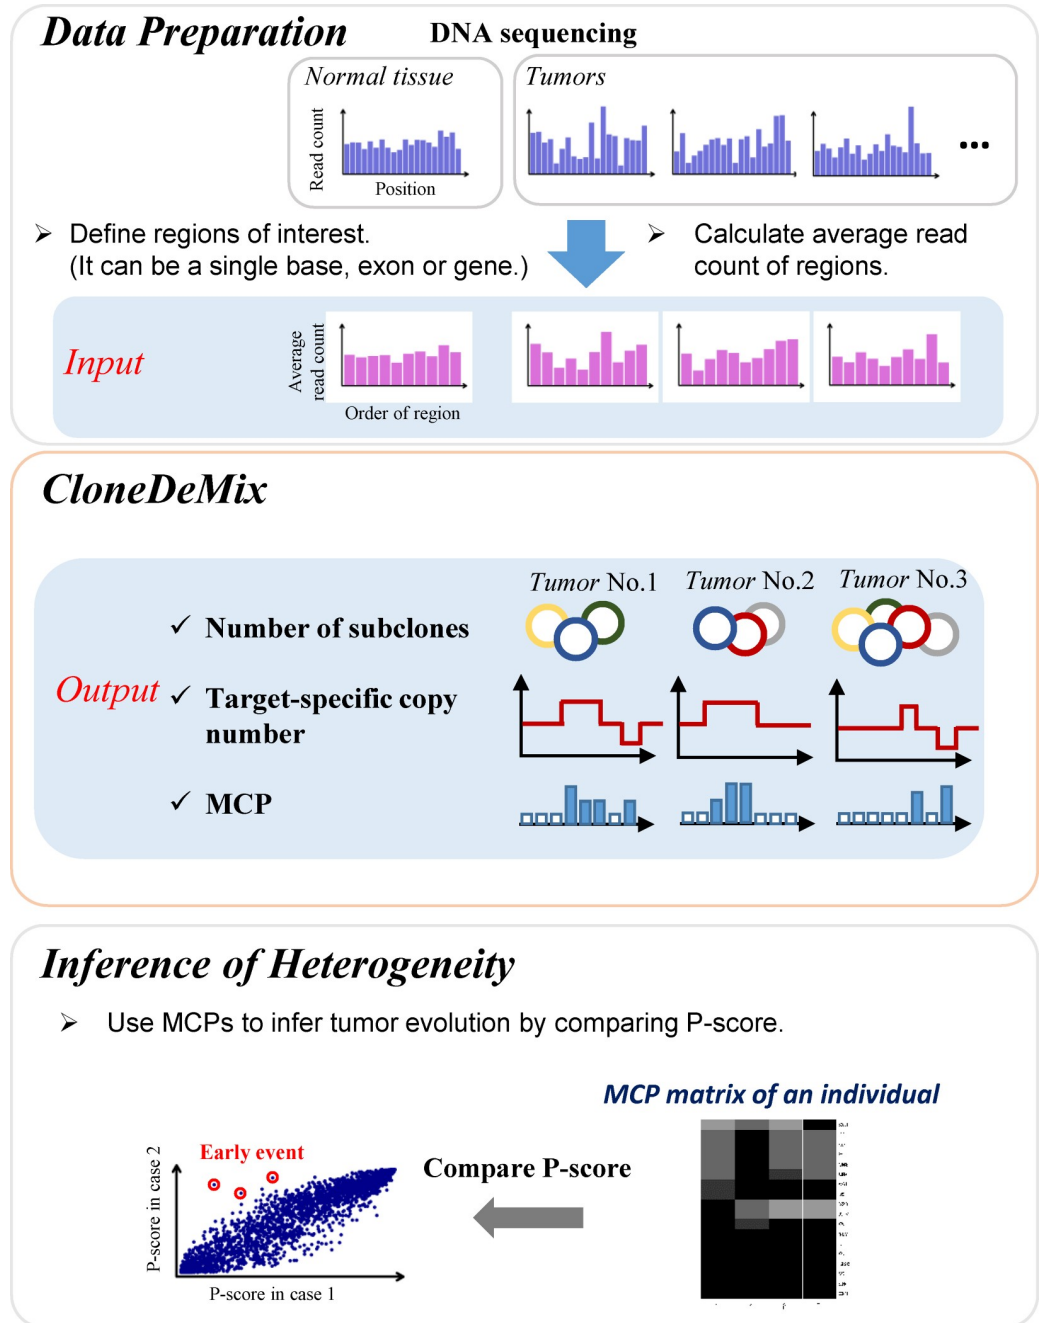 Data Preparation
DNA sequencing
Normal tissue
Tumors
Read count
Position
...
➢ Define regions of interest.
(It can be a single base, exon or gene.)
➢ Calculate average read
count of regions.
Input
Average
read count
Order of region
CloneDeMix
Tumor No.1
Tumor No.2
Tumor No.3
Output
✓ Number of subclones
✓ Target-specific copy
number
✓ MCP
Inference of Heterogeneity
➢ Use MCPs to infer tumor evolution by comparing P-score.
MCP matrix of an individual
Early event
Compare P-score
P-score in case 2
P-score in case 1